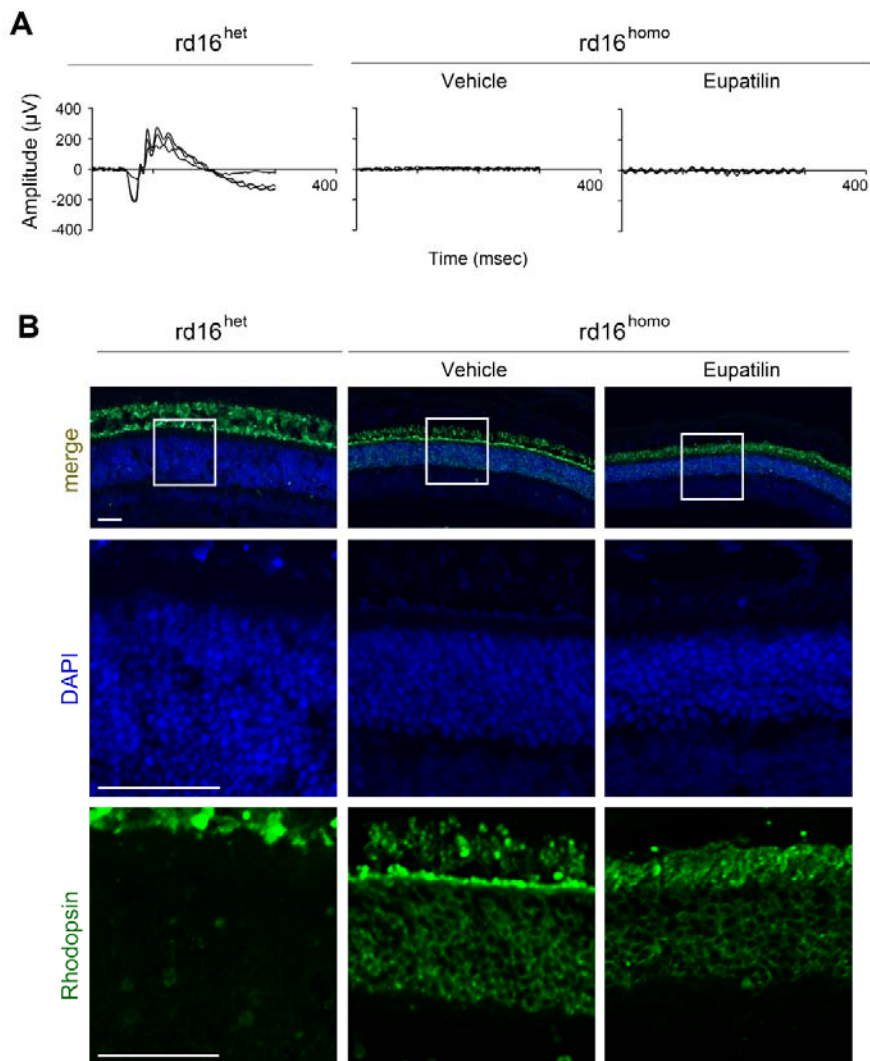 A
rd16het
rd16homo
Vehicle
Eupatilin
Amplitude (µV)
400
200
0
-200
-400
400
400
400
Time (msec)
B
rd16het
rd16homo
Vehicle
Eupatilin
merge
DAPI
Rhodopsin